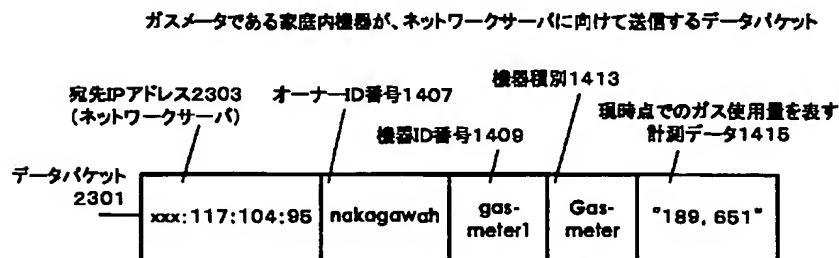 ガスメータである家庭内機器が、ネットワークサーバに向けて送信するデータパケット
機器種別1413
宛先IPアドレス2303
(ネットワークサーバ)
オーナーID番号1407
機器ID番号1409
現時点でのガス使用量を表す
計測データ1415
データパケット
2301
xxx:117:104:95
nakagawah
gas-
meter1
Gas-
meter
"189, 651"